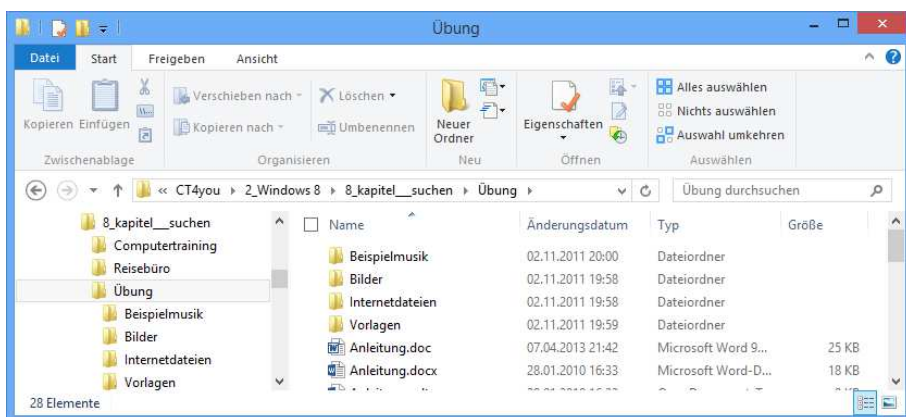 Übung
Datei Start Freigeben Ansicht
Kopieren Einfügen
Verschieben nach
Kopieren nach
Löschen
Umbenennen
Neuer
Ordner
Eigenschaften
Alles auswählen
Nichts auswählen
Auswahl umkehren
Zwischenablage Organisieren Neu Öffnen Auswählen
« CT4you 2_Windows 8 8_kapitel__suchen Übung
Übung durchsuchen
8_kapitel__suchen
Computertraining
Reisebüro
Übung
Beispielmusik
Bilder
Internetdateien
Vorlagen
Name Änderungsdatum Typ Größe
Beispielmusik 02.11.2011 20:00 Dateiordner
Bilder 02.11.2011 19:58 Dateiordner
Internetdateien 02.11.2011 19:58 Dateiordner
Vorlagen 02.11.2011 19:59 Dateiordner
Anleitung.doc 07.04.2013 21:42 Microsoft Word 9... 25 KB
Anleitung.docx 28.01.2010 16:33 Microsoft Word-D... 18 KB
28 Elemente